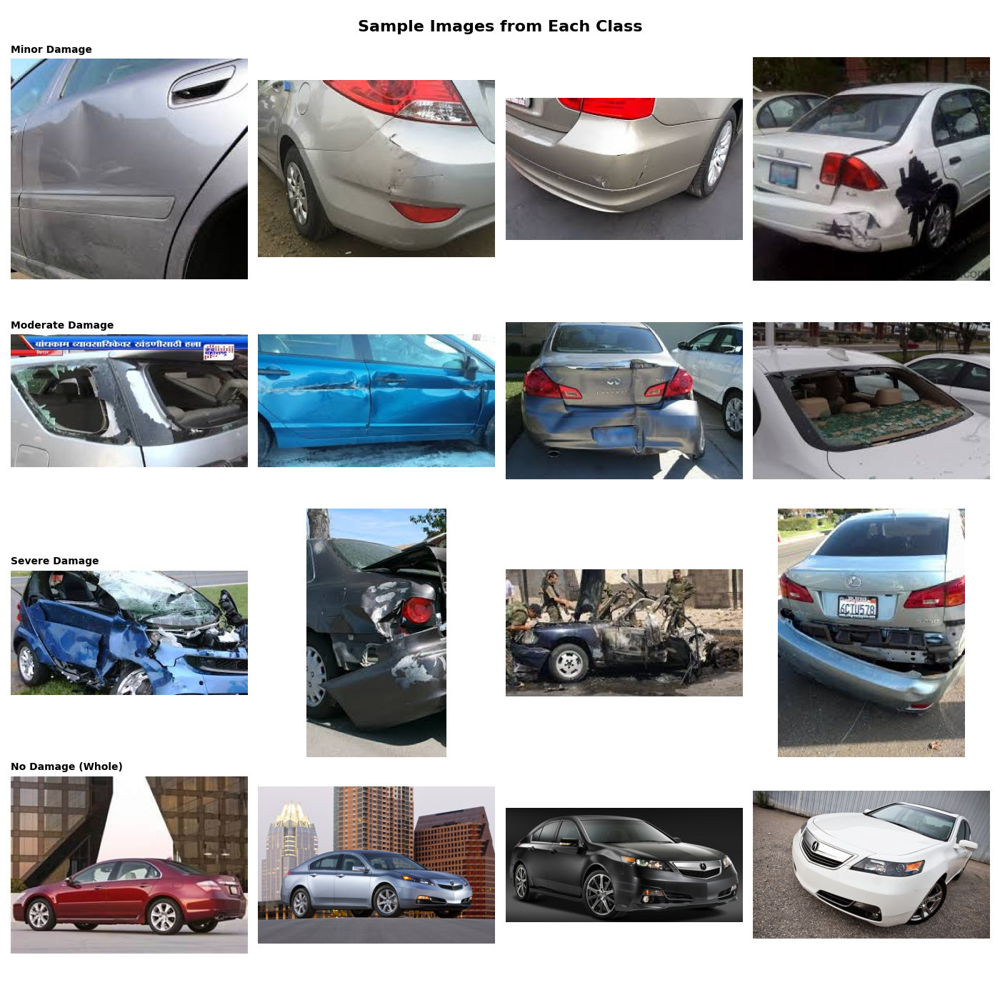 Sample Images from Each Class
Minor Damage
Moderate Damage
बांधकाम व्यावसायिकेवर खंडणीसाठी हल्ला
Severe Damage
6CTU578
No Damage (Whole)